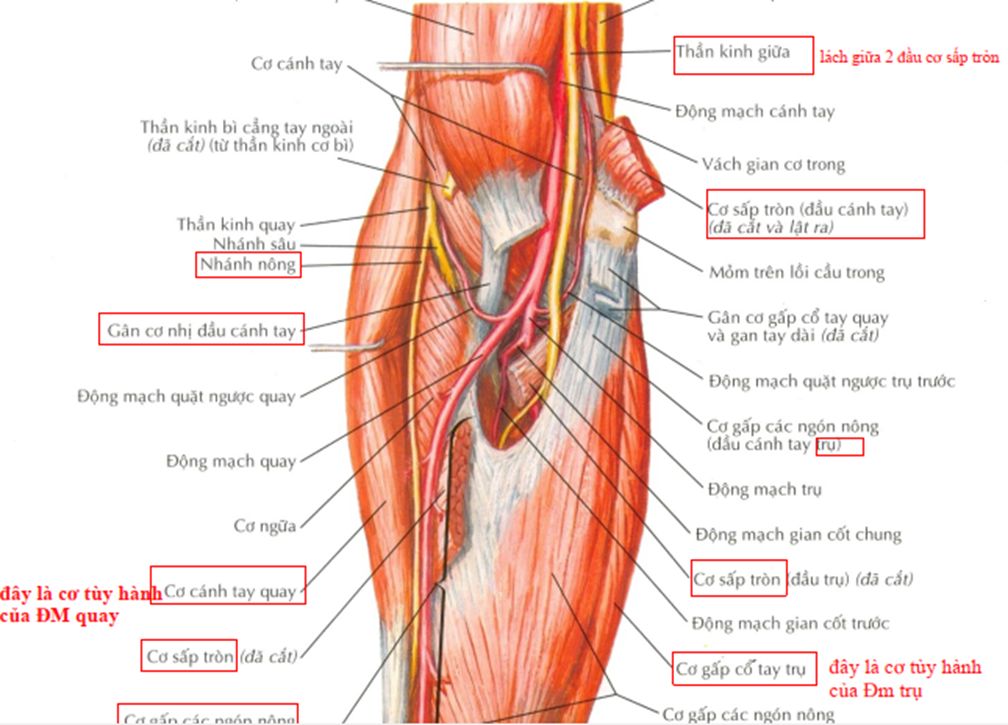 Cơ cánh tay
Thần kinh bì cẳng tay ngoài
(đã cắt) (từ thần kinh cơ bì)
Thần kinh quay
Nhánh sâu
Nhánh nông
Gân cơ nhị đầu cánh tay
Động mạch quặt ngược quay
Động mạch quay
Cơ ngữa
đây là cơ tùy hành
của ĐM quay
Cơ cánh tay quay
Cơ sấp tròn (đã cắt)
Cơ gấp các ngón nông
Thần kinh giữa
lách giữa 2 đầu cơ sấp tròn
Động mạch cánh tay
Vách gian cơ trong
Cơ sấp tròn (đầu cánh tay)
(đã cắt và lật ra)
Mỏm trên lồi cầu trong
Gân cơ gấp cổ tay quay
và gan tay dài (đã cắt)
Động mạch quặt ngược trụ trước
Cơ gấp các ngón nông
(đầu cánh tay trụ)
Động mạch trụ
Động mạch gian cốt chung
Cơ sấp tròn (đầu trụ) (đã cắt)
Động mạch gian cốt trước
Cơ gấp cổ tay trụ
đây là cơ tùy hành
của Đm trụ
Cơ gấp các ngón nông